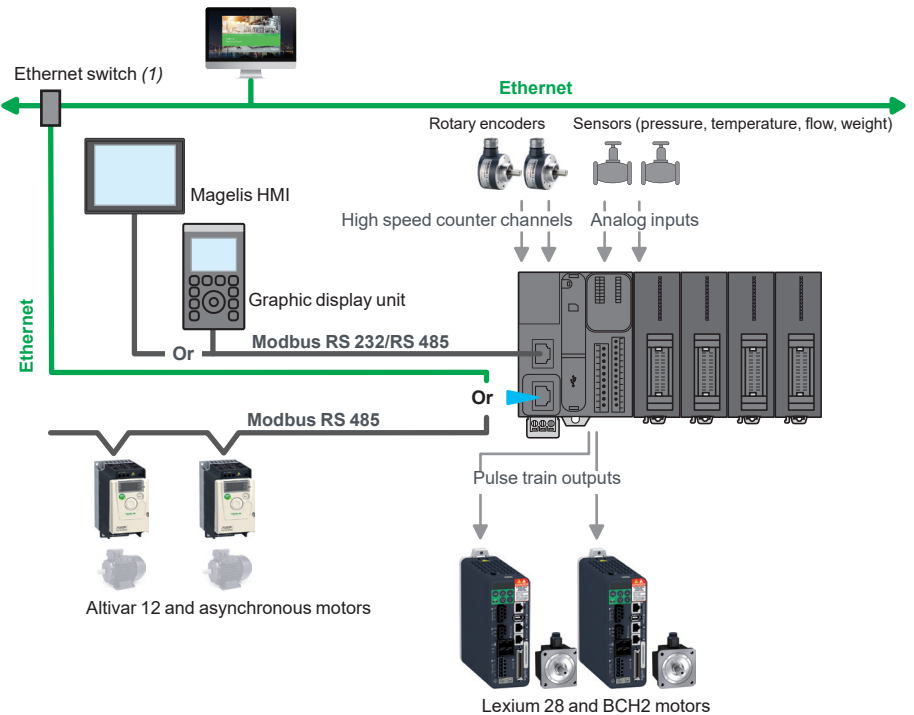 Ethernet switch (1)
Ethernet
Rotary encoders
Sensors (pressure, temperature, flow, weight)
Magelis HMI
High speed counter channels
Analog inputs
Graphic display unit
Ethernet
Or
Modbus RS 232/RS 485
Or
Modbus RS 485
Pulse train outputs
Altivar 12 and asynchronous motors
Lexium 28 and BCH2 motors